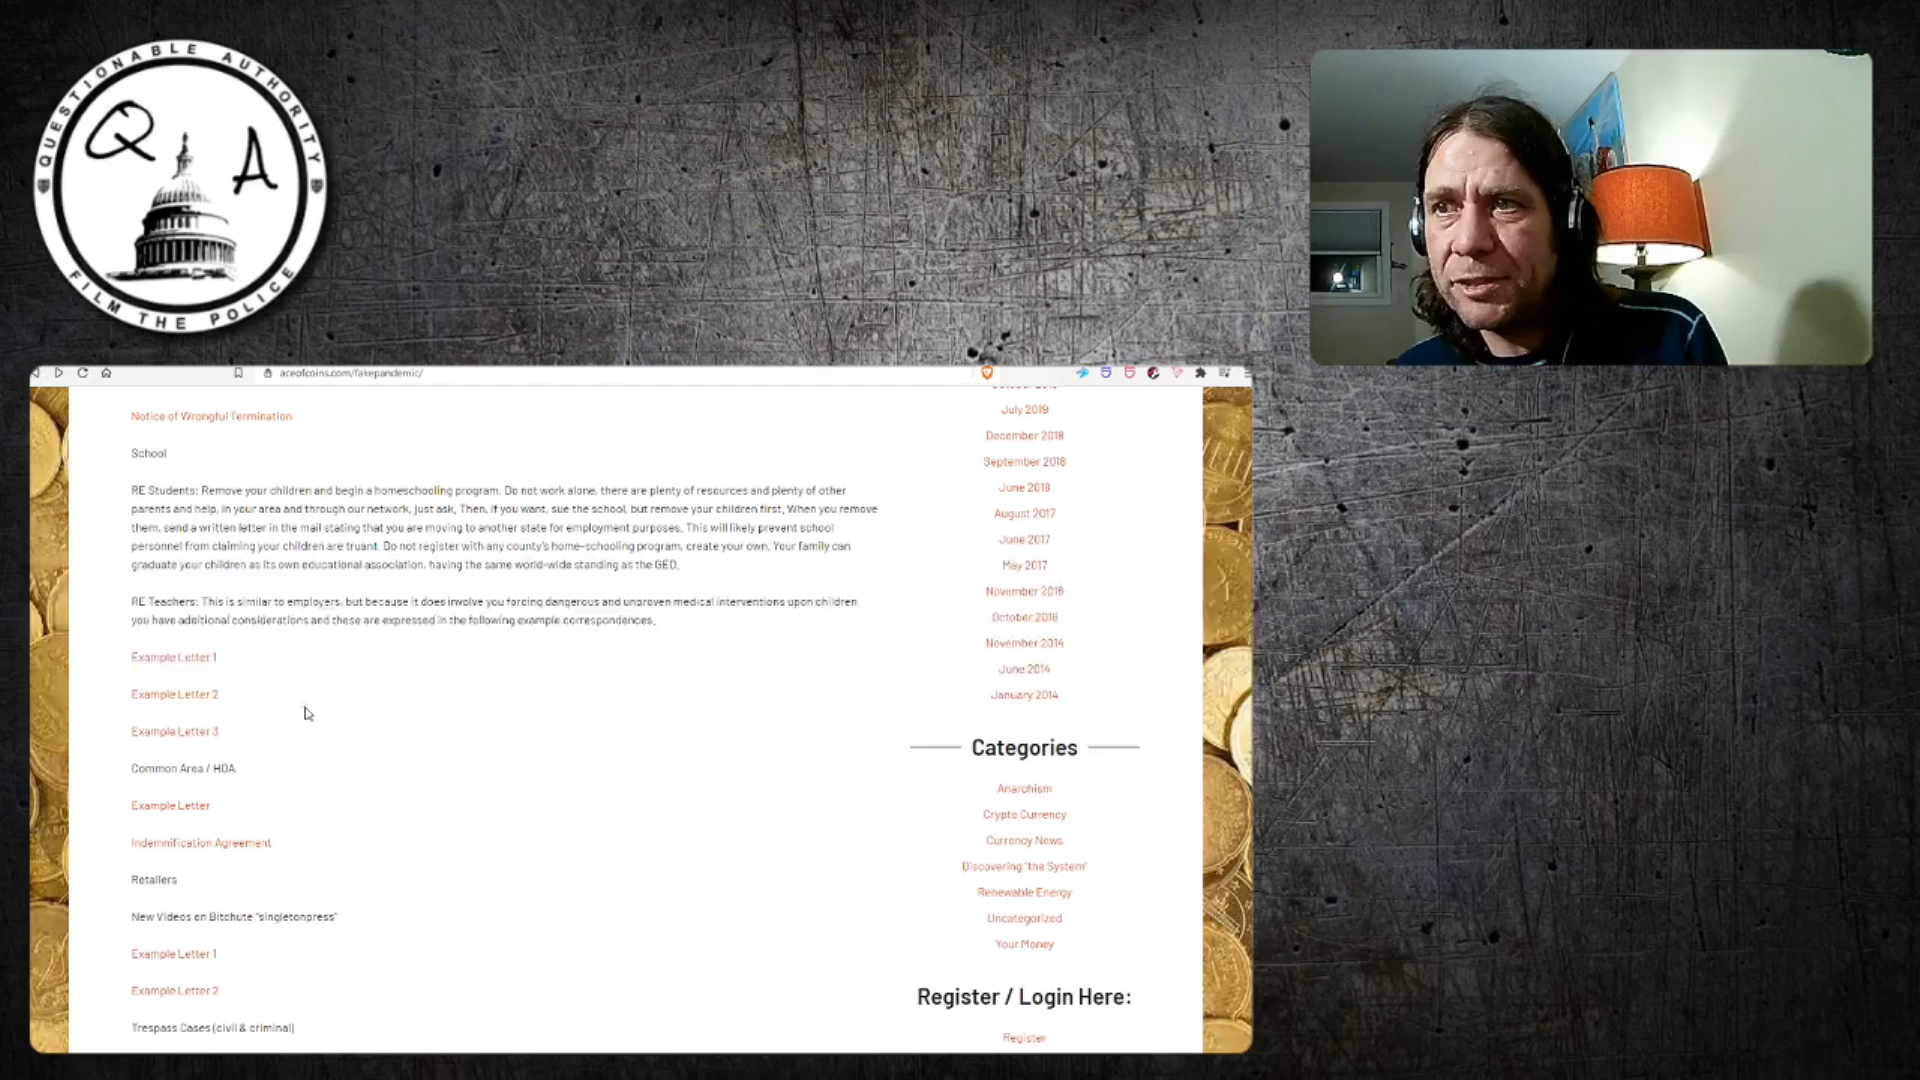 QUESTIONABLE AUTHORITY
Q A
FILM THE POLICE
aceofcoins.com/fakepandemic/
Notice of Wrongful Termination
School
RE Students: Remove your children and begin a homeschooling program. Do not work alone, there are plenty of resources and plenty of other
parents and help, in your area and through our network, just ask. Then, if you want, sue the school, but remove your children first. When you remove
them, send a written letter in the mail stating that you are moving to another state for employment purposes. This will likely prevent school
personnel from claiming your children are truant. Do not register with any county's home-schooling program, create your own. Your family can
graduate your children as its own educational association, having the same world-wide standing as the GED.
RE Teachers: This is similar to employers, but because it does involve you forcing dangerous and unproven medical interventions upon children,
you have additional considerations and these are expressed in the following example correspondences.
Example Letter 1
Example Letter 2
Example Letter 3
Common Area / HOA
Example Letter
Indemnification Agreement
Retailers
New Videos on Bitchute "singletonpress"
Example Letter 1
Example Letter 2
Trespass Cases (civil & criminal)
July 2019
December 2018
September 2018
June 2018
August 2017
June 2017
May 2017
November 2016
October 2016
November 2014
June 2014
January 2014
Categories
Anarchism
Crypto Currency
Currency News
Discovering "the System"
Renewable Energy
Uncategorized
Your Money
Register / Login Here:
Register